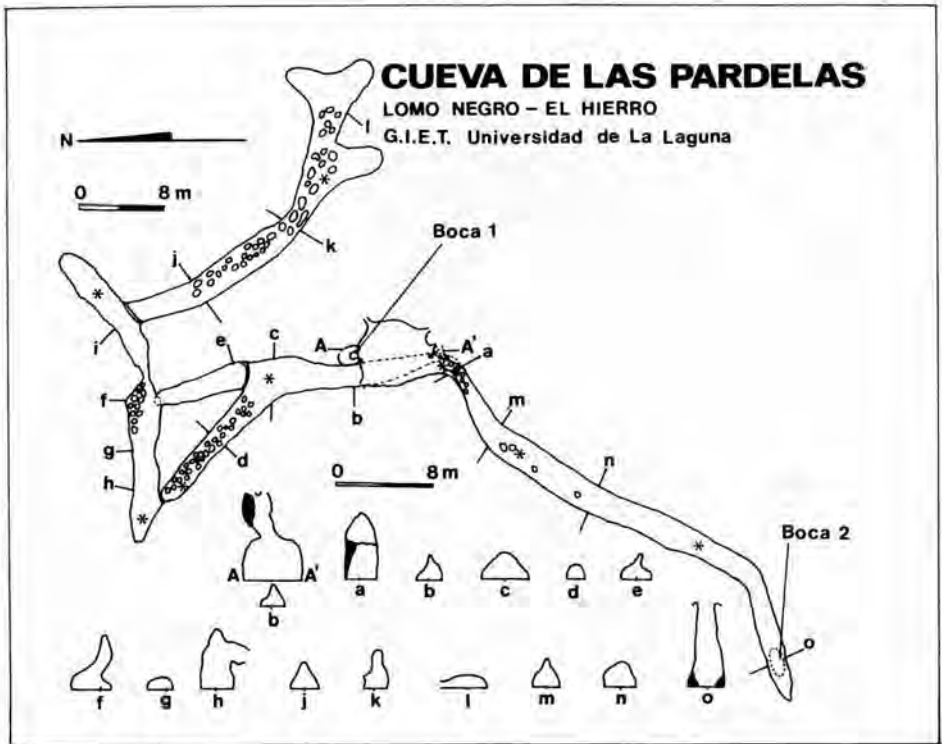 CUEVA DE LAS PARDELAS
LOMO NEGRO – EL HIERRO
G.I.E.T. Universidad de La Laguna
N
0 8 m
l
Boca 1
k
j
A
A'
e
c
a
i
m
f
b
n
g
d
h
0 8 m
Boca 2
o
A A'
a
b
c
d
e
b
f
g
h
j
k
l
m
n
o